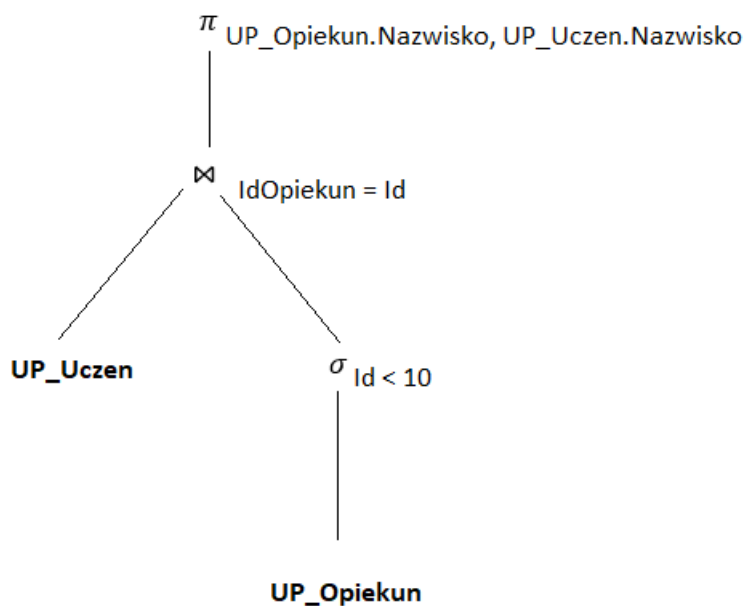 π UP_Opiekun.Nazwisko, UP_Uczen.Nazwisko
⋈ IdOpiekun = Id
UP_Uczen
σ Id < 10
UP_Opiekun